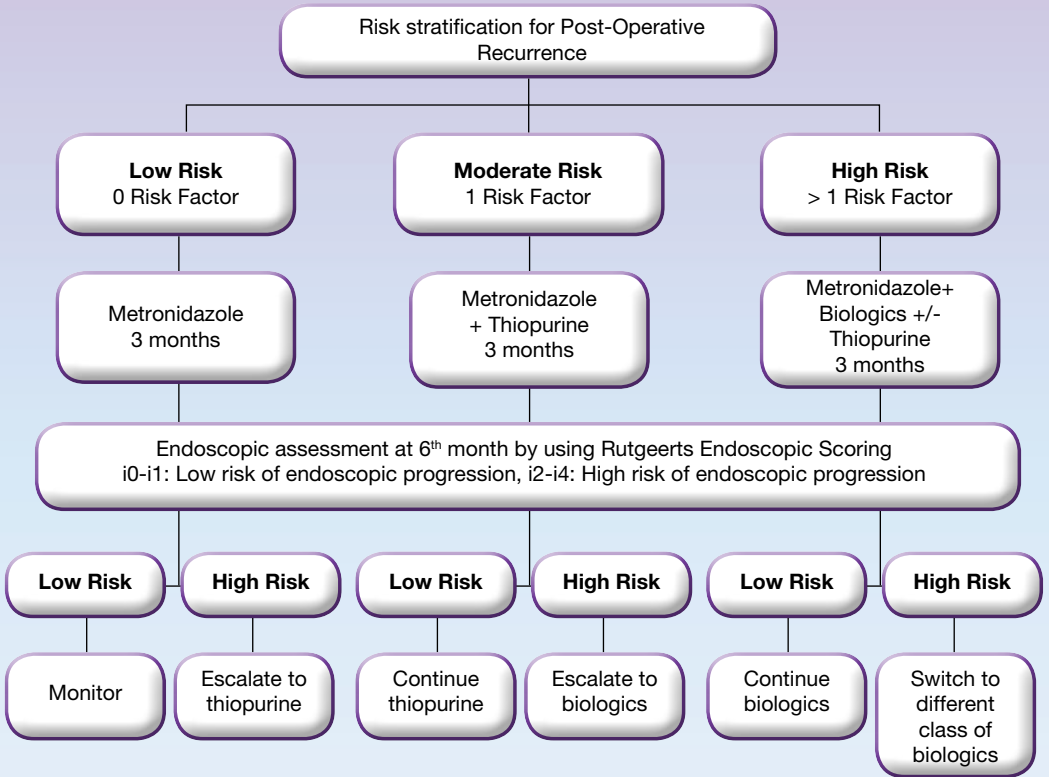 Risk stratification for Post-Operative
Recurrence
Low Risk
0 Risk Factor
Moderate Risk
1 Risk Factor
High Risk
> 1 Risk Factor
Metronidazole
3 months
Metronidazole
+ Thiopurine
3 months
Metronidazole+
Biologics +/-
Thiopurine
3 months
Endoscopic assessment at 6th month by using Rutgeerts Endoscopic Scoring
i0-i1: Low risk of endoscopic progression, i2-i4: High risk of endoscopic progression
Low Risk
High Risk
Low Risk
High Risk
Low Risk
High Risk
Monitor
Escalate to
thiopurine
Continue
thiopurine
Escalate to
biologics
Continue
biologics
Switch to
different
class of
biologics